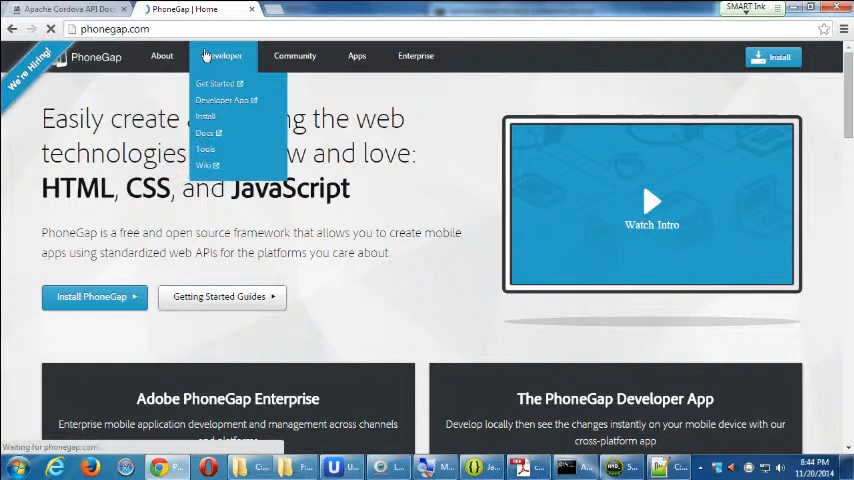 Apache Cordova API Doc
PhoneGap | Home
SMART Ink
phonegap.com
We're Hiring!
PhoneGap
About
Community
Apps
Enterprise
Install
Get Started
Developer App
Install
Docs
Tools
Wiki
Easily create the web
technologies and love:
HTML, CSS, and JavaScript
PhoneGap is a free and open source framework that allows you to create mobile
apps using standardized web APIs for the platforms you care about.
Watch Intro
Install PhoneGap
Getting Started Guides
Adobe PhoneGap Enterprise
The PhoneGap Developer App
Enterprise mobile application development and management across channels
Develop locally then see the changes instantly on your mobile device with our
cross-platform app
Waiting for phonegap.com
P...
C...
F...
U...
L...
M...
Ja...
c...
A...
5...
Ci...
8:44 PM
11/20/2014